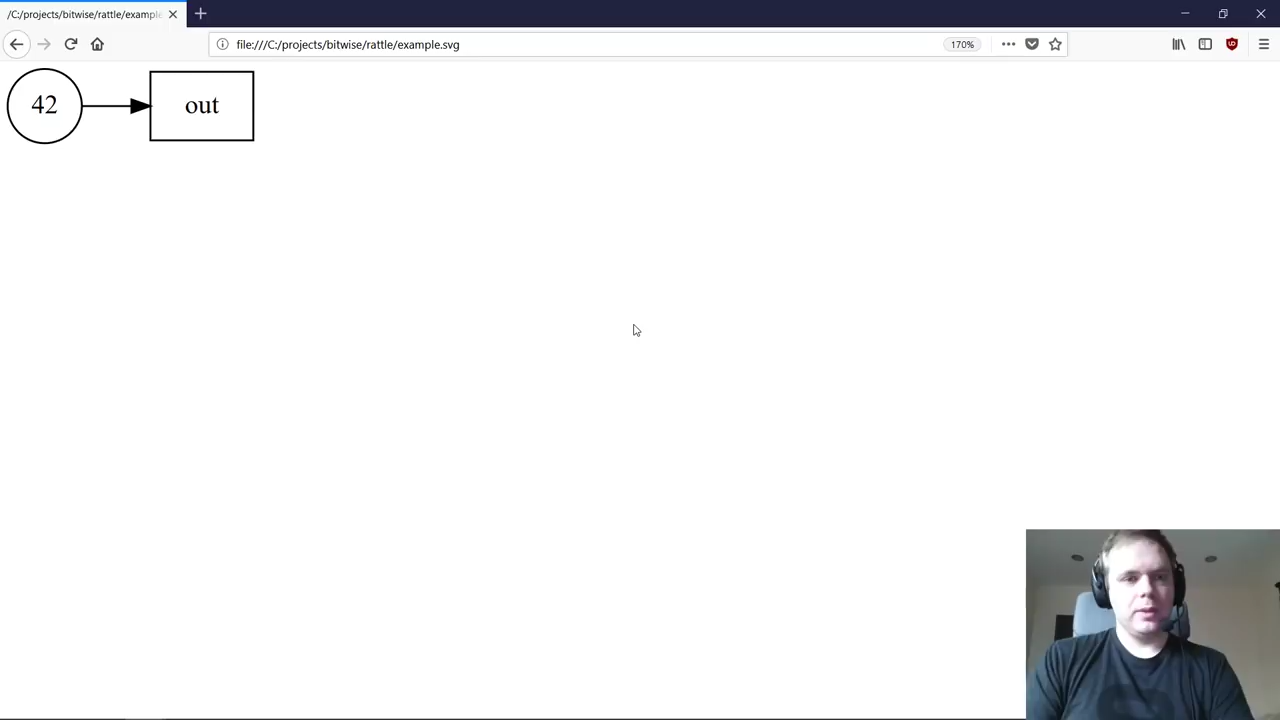 /C:/projects/bitwise/rattle/example
file:///C:/projects/bitwise/rattle/example.svg
170%
42
out